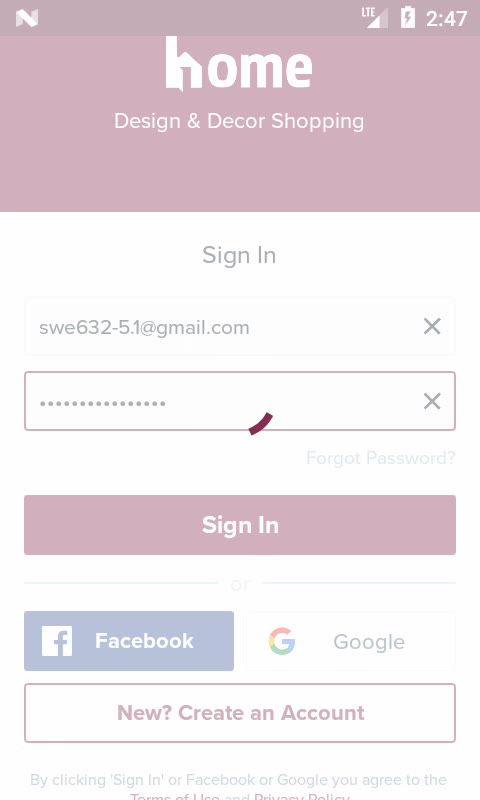 LTE 2:47
home
Design & Decor Shopping
Sign In
swe632-5.1@gmail.com
••••••••••••••••
Forgot Password?
Sign In
or
Facebook
Google
New? Create an Account
By clicking 'Sign In' or Facebook or Google you agree to the
Terms of Use and Privacy Policy